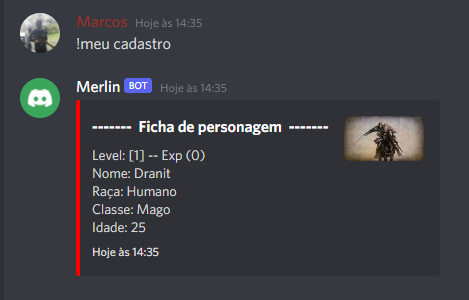 Marcos Hoje às 14:35
!meu cadastro
Merlin BOT Hoje às 14:35
------- Ficha de personagem -------
Level: [1] -- Exp (0)
Nome: Dranit
Raça: Humano
Classe: Mago
Idade: 25
Hoje às 14:35